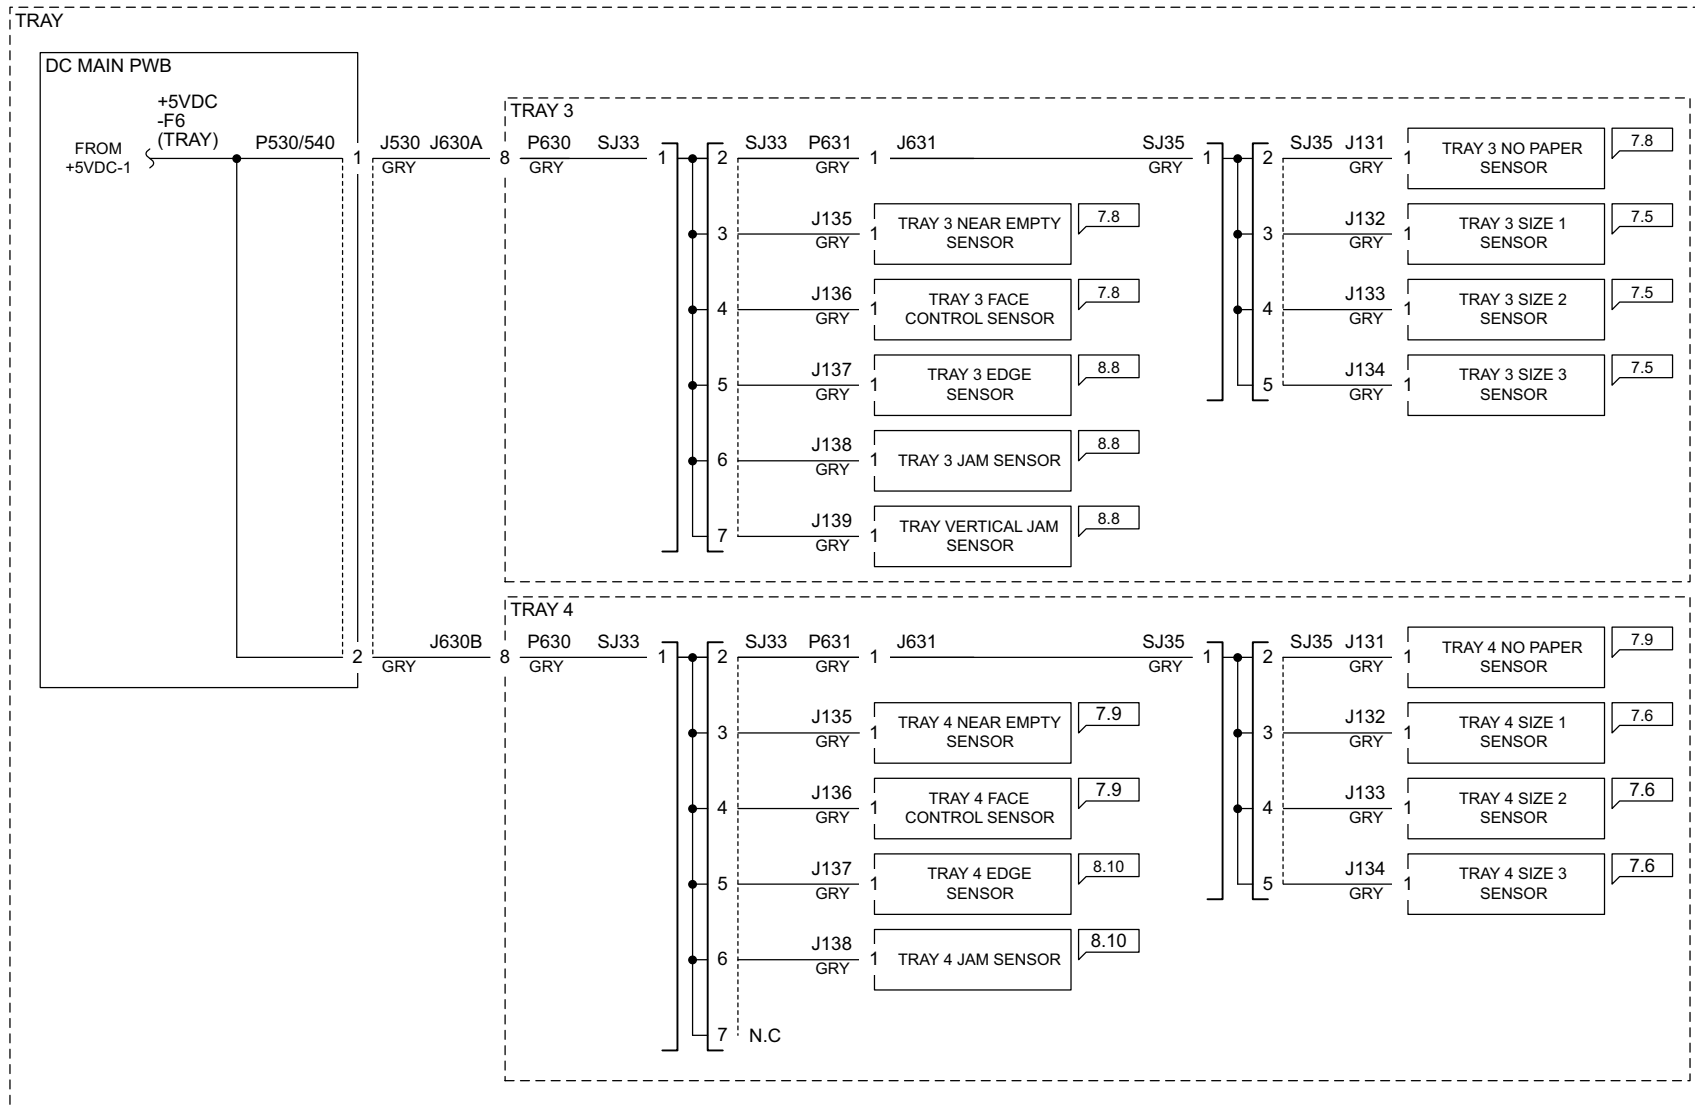 TRAY
DC MAIN PWB
+5VDC
-F6
(TRAY)
FROM
+5VDC-1
P530/540
1
J530
J630A
GRY
8
TRAY 3
P630
GRY
SJ33
1
2
SJ33
P631
GRY
1
J631
SJ35
GRY
1
2
SJ35
J131
GRY
1
TRAY 3 NO PAPER
SENSOR
7.8
3
J135
GRY
1
TRAY 3 NEAR EMPTY
SENSOR
7.8
3
J132
GRY
1
TRAY 3 SIZE 1
SENSOR
7.5
4
J136
GRY
1
TRAY 3 FACE
CONTROL SENSOR
7.8
4
J133
GRY
1
TRAY 3 SIZE 2
SENSOR
7.5
5
J137
GRY
1
TRAY 3 EDGE
SENSOR
8.8
5
J134
GRY
1
TRAY 3 SIZE 3
SENSOR
7.5
6
J138
GRY
1
TRAY 3 JAM SENSOR
8.8
7
J139
GRY
1
TRAY VERTICAL JAM
SENSOR
8.8
2
GRY
J630B
8
TRAY 4
P630
GRY
SJ33
1
2
SJ33
P631
GRY
1
J631
SJ35
GRY
1
2
SJ35
J131
GRY
1
TRAY 4 NO PAPER
SENSOR
7.9
3
J135
GRY
1
TRAY 4 NEAR EMPTY
SENSOR
7.9
3
J132
GRY
1
TRAY 4 SIZE 1
SENSOR
7.6
4
J136
GRY
1
TRAY 4 FACE
CONTROL SENSOR
7.9
4
J133
GRY
1
TRAY 4 SIZE 2
SENSOR
7.6
5
J137
GRY
1
TRAY 4 EDGE
SENSOR
8.10
5
J134
GRY
1
TRAY 4 SIZE 3
SENSOR
7.6
6
J138
GRY
1
TRAY 4 JAM SENSOR
8.10
7
N.C